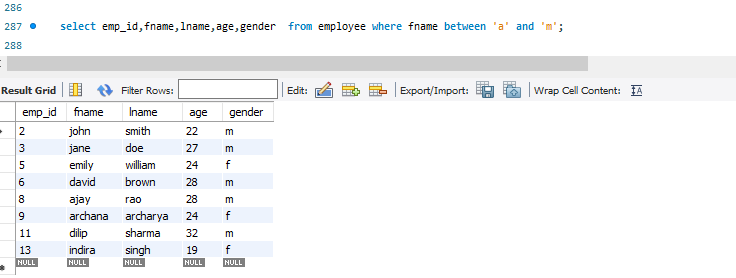 286
287 select emp_id,fname,lname,age,gender from employee where fname between 'a' and 'm';
288
Result Grid Filter Rows: Edit: Export/Import: Wrap Cell Content: IA
emp_id fname lname age gender
2 john smith 22 m
3 jane doe 27 m
5 emily william 24 f
6 david brown 28 m
8 ajay rao 28 m
9 archana archarya 24 f
11 dilip sharma 32 m
13 indira singh 19 f
NULL NULL NULL NULL NULL